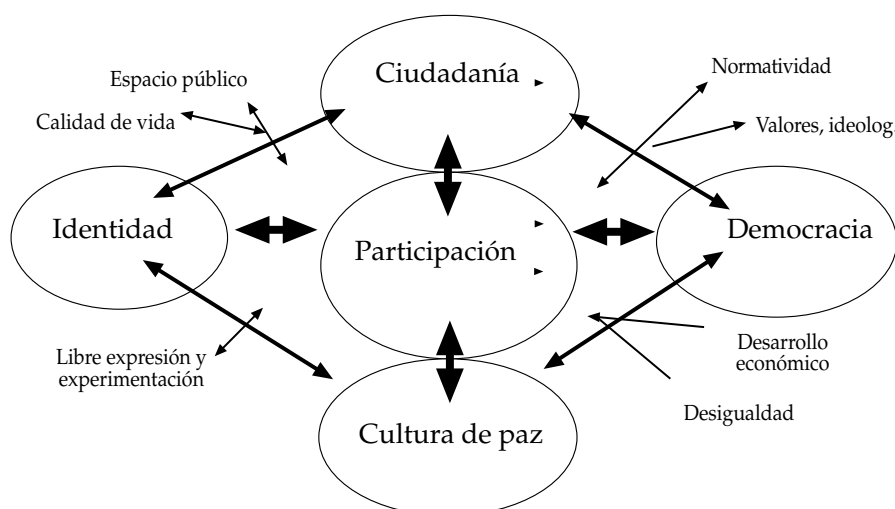 Ciudadanía
Espacio público
Calidad de vida
Normatividad
Valores, ideolog
Identidad
Participación
Democracia
Libre expresión y
experimentación
Desarrollo
económico
Desigualdad
Cultura de paz